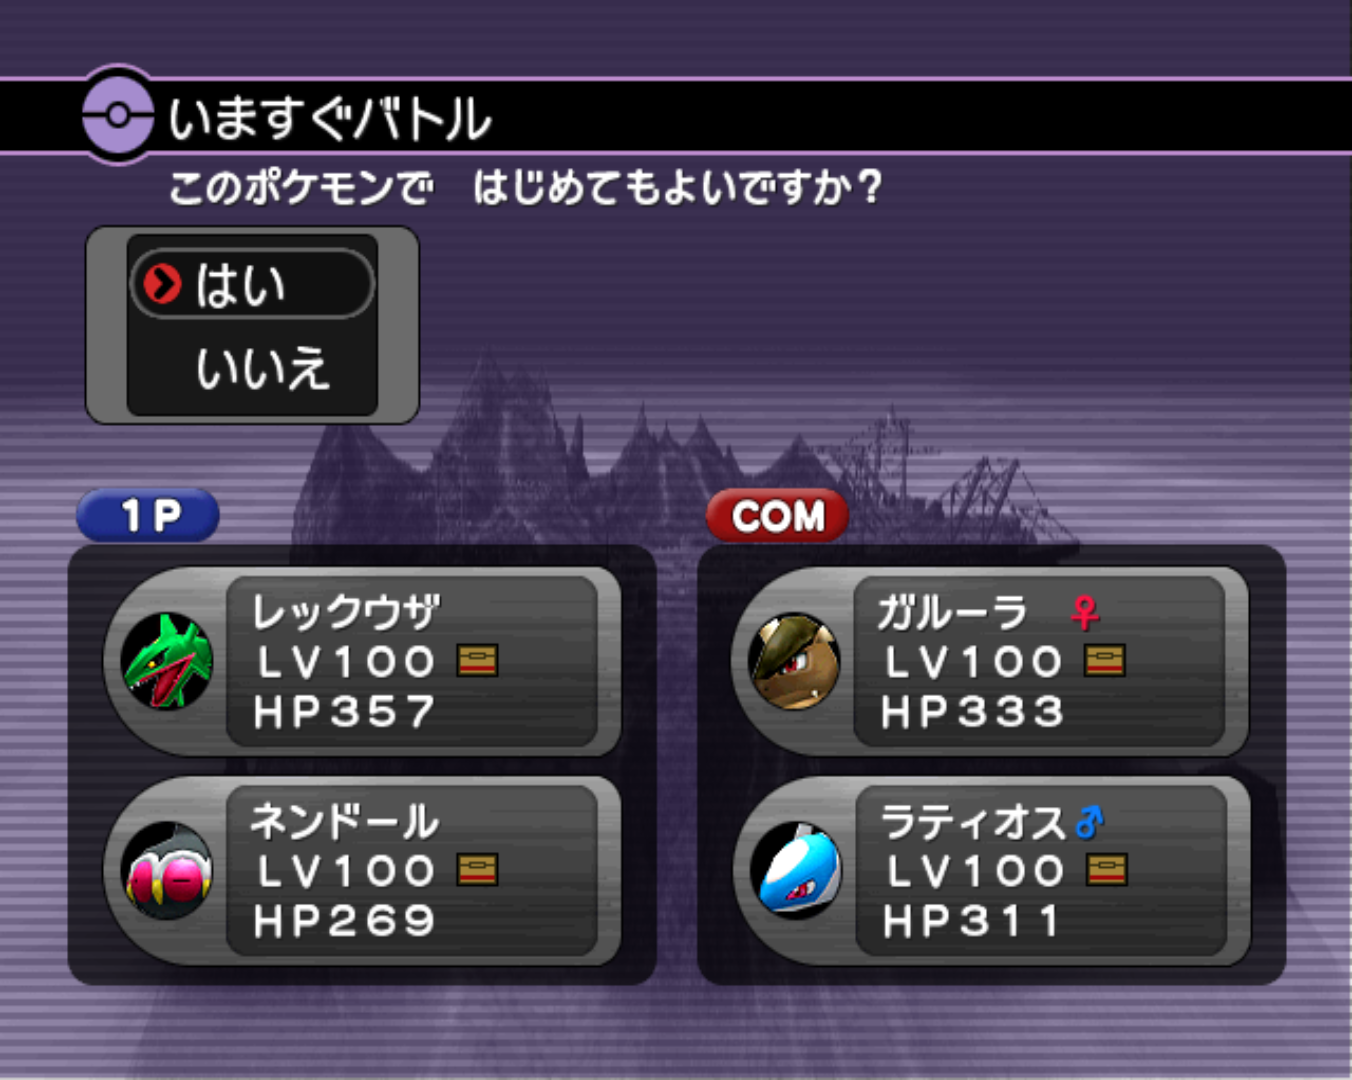 いますぐバトル
このポケモンで　はじめてもよいですか？
はい
いいえ
1P
レックウザ
LV100
HP357
ネンドール
LV100
HP269
COM
ガルーラ ♀
LV100
HP333
ラティオス♂
LV100
HP311